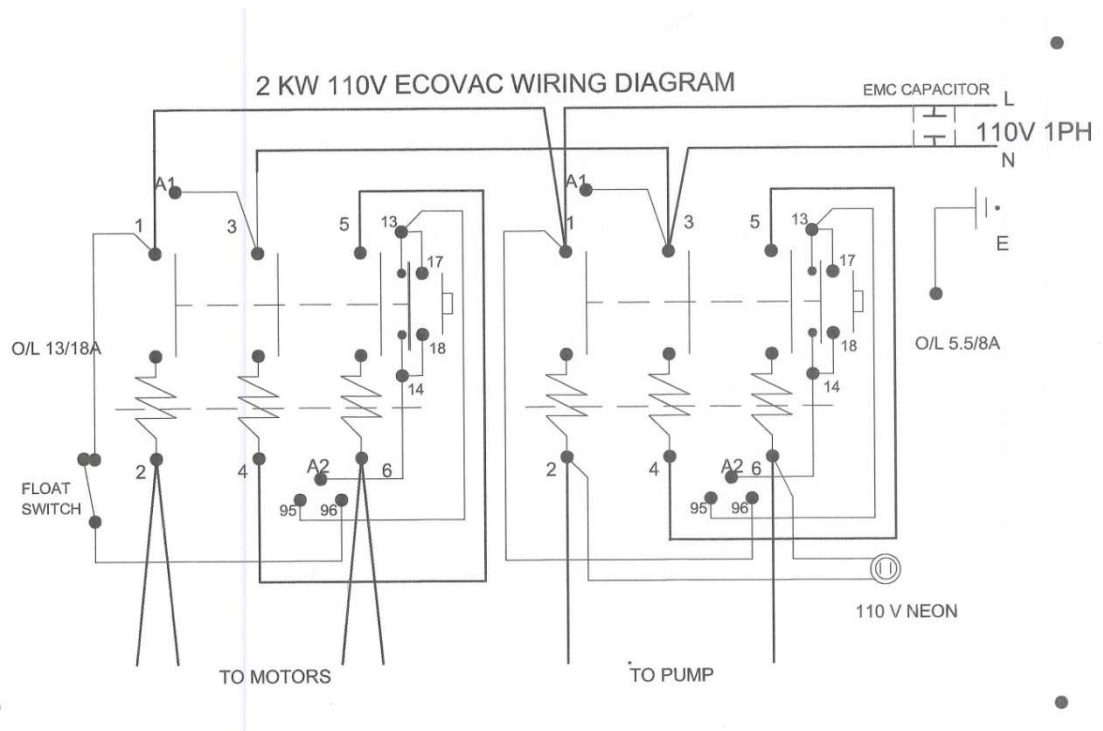 2 KW 110V ECOVAC WIRING DIAGRAM
EMC CAPACITOR
L
110V 1PH
N
A1
1
3
5
13
17
A1
1
3
5
13
17
E
O/L 13/18A
18
14
18
14
O/L 5.5/8A
2
4
A2
6
95
96
2
4
A2
6
95
96
FLOAT
SWITCH
110 V NEON
TO MOTORS
TO PUMP